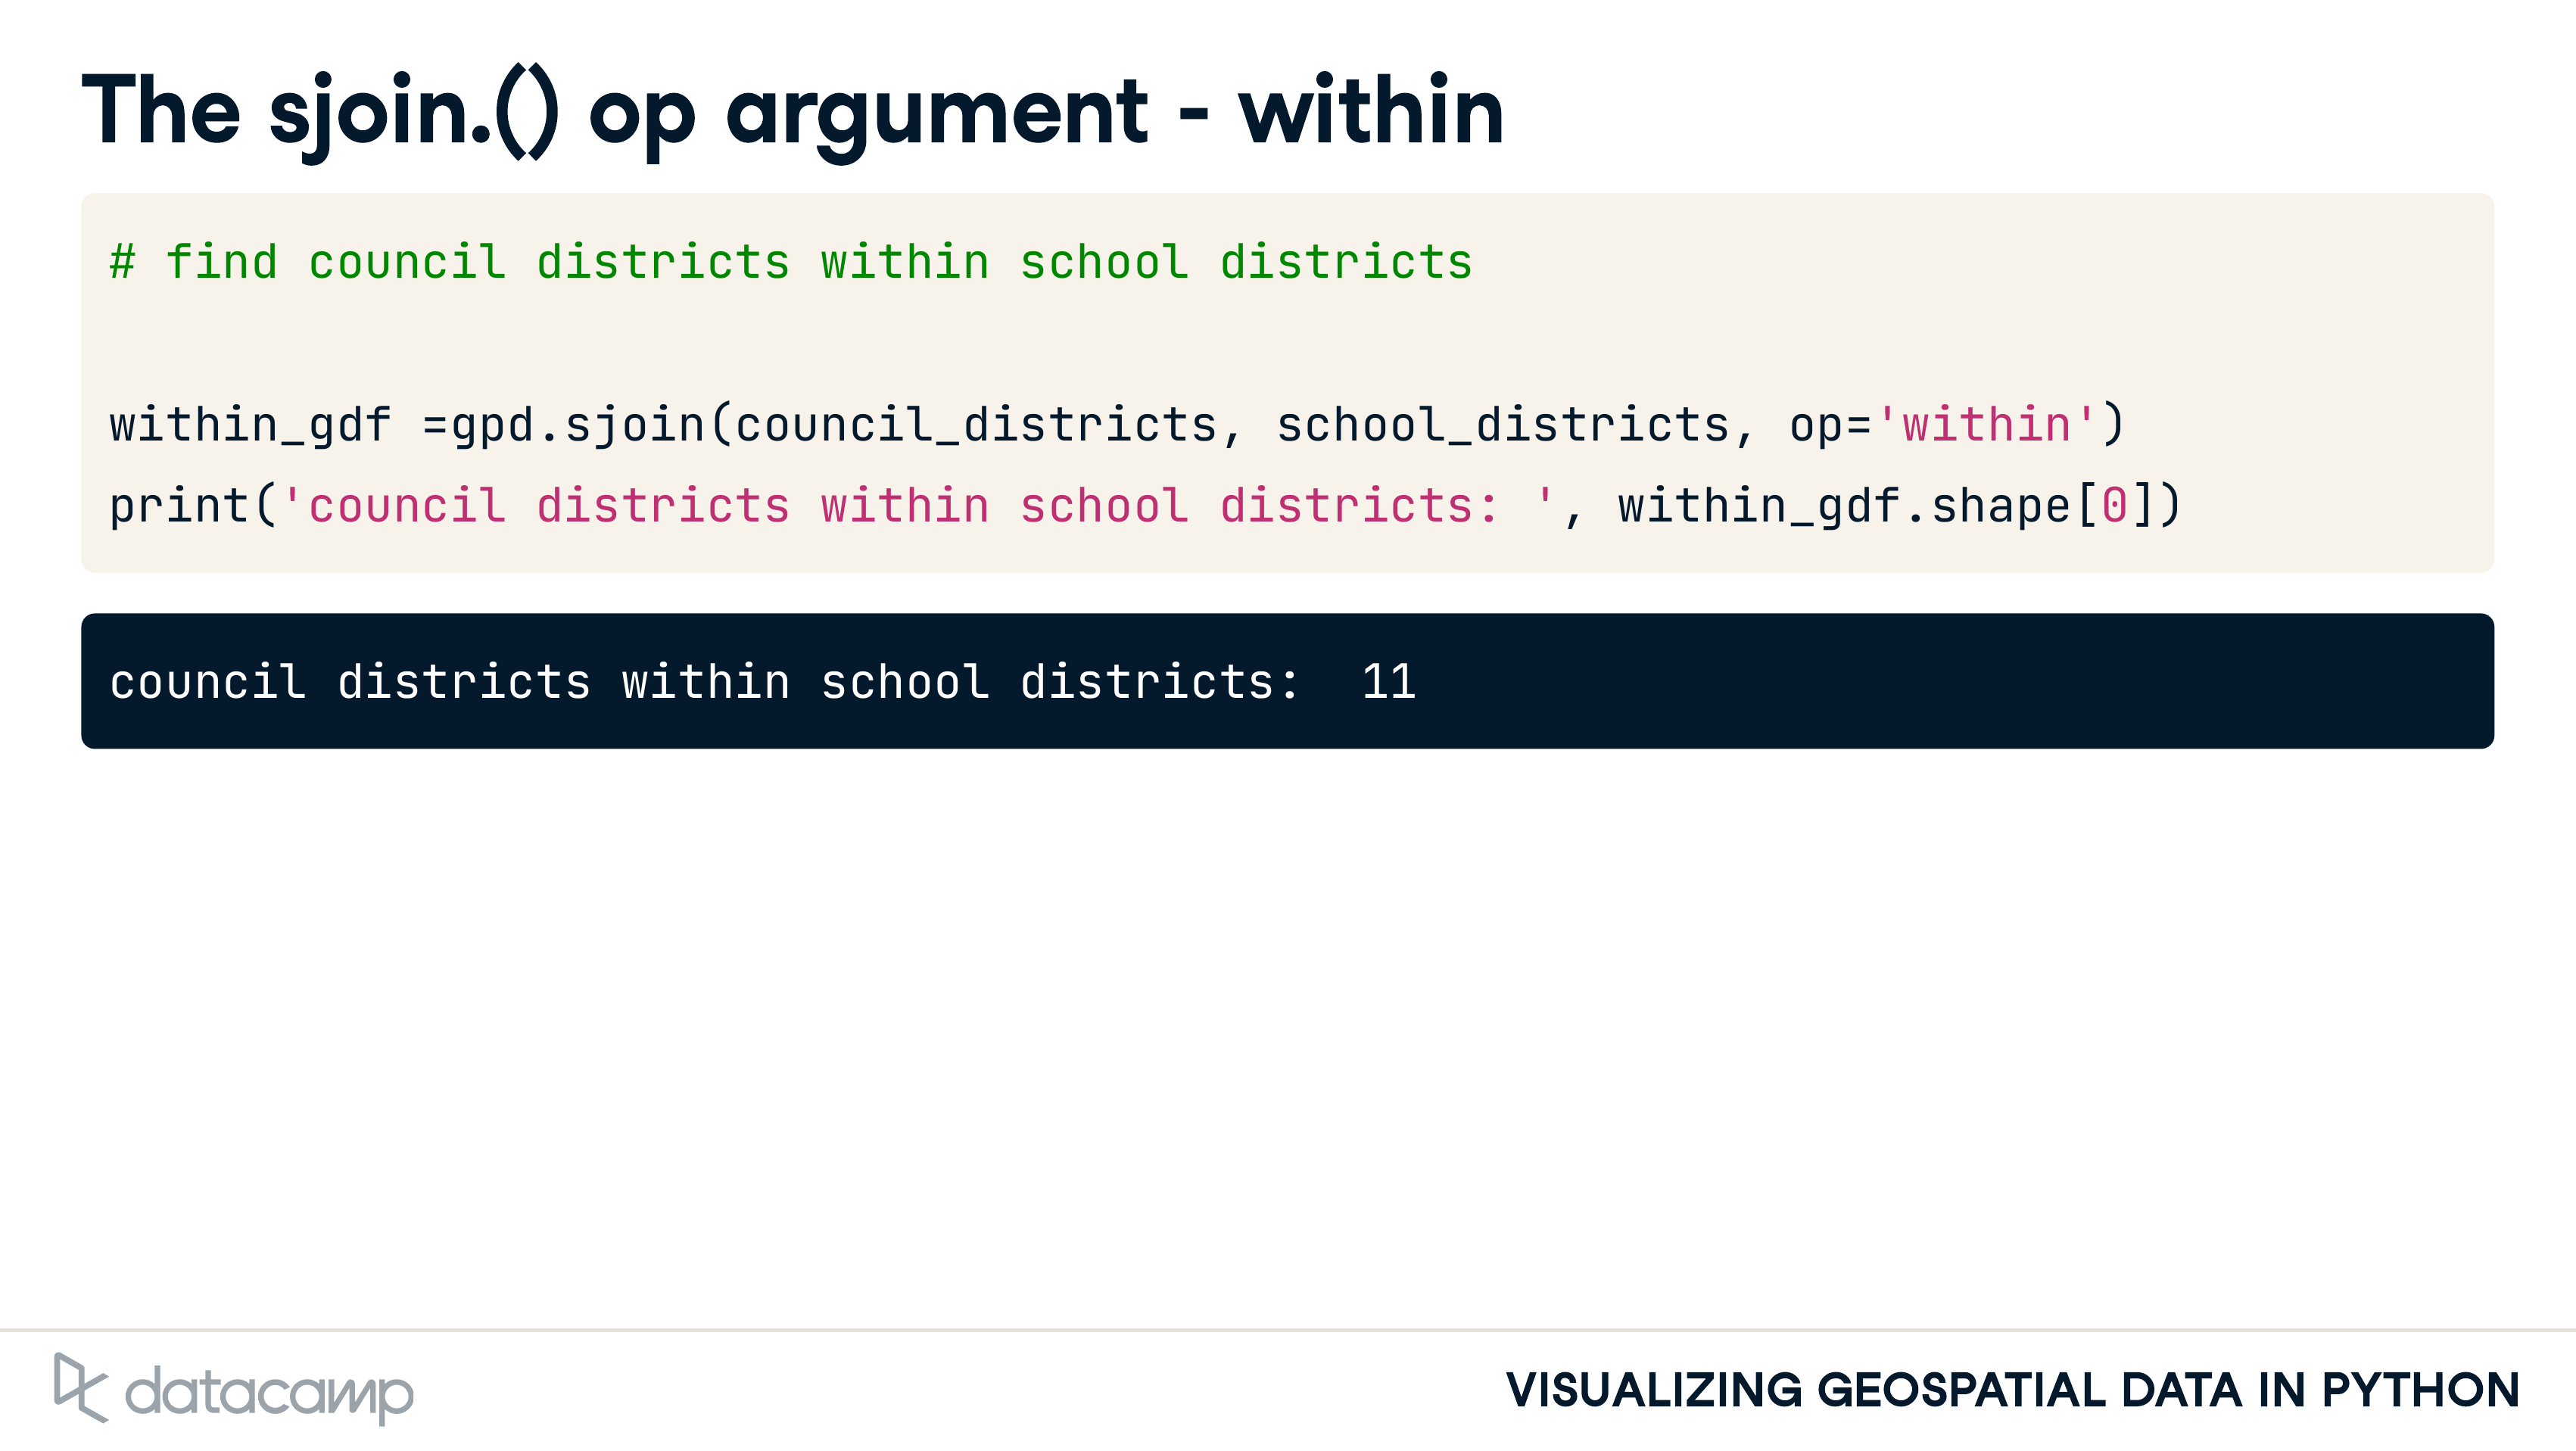 The sjoin.() op argument - within
# find council districts within school districts
within_gdf =gpd.sjoin(council_districts, school_districts, op='within')
print('council districts within school districts: ', within_gdf.shape[0])
council districts within school districts:  11
datacamp
VISUALIZING GEOSPATIAL DATA IN PYTHON